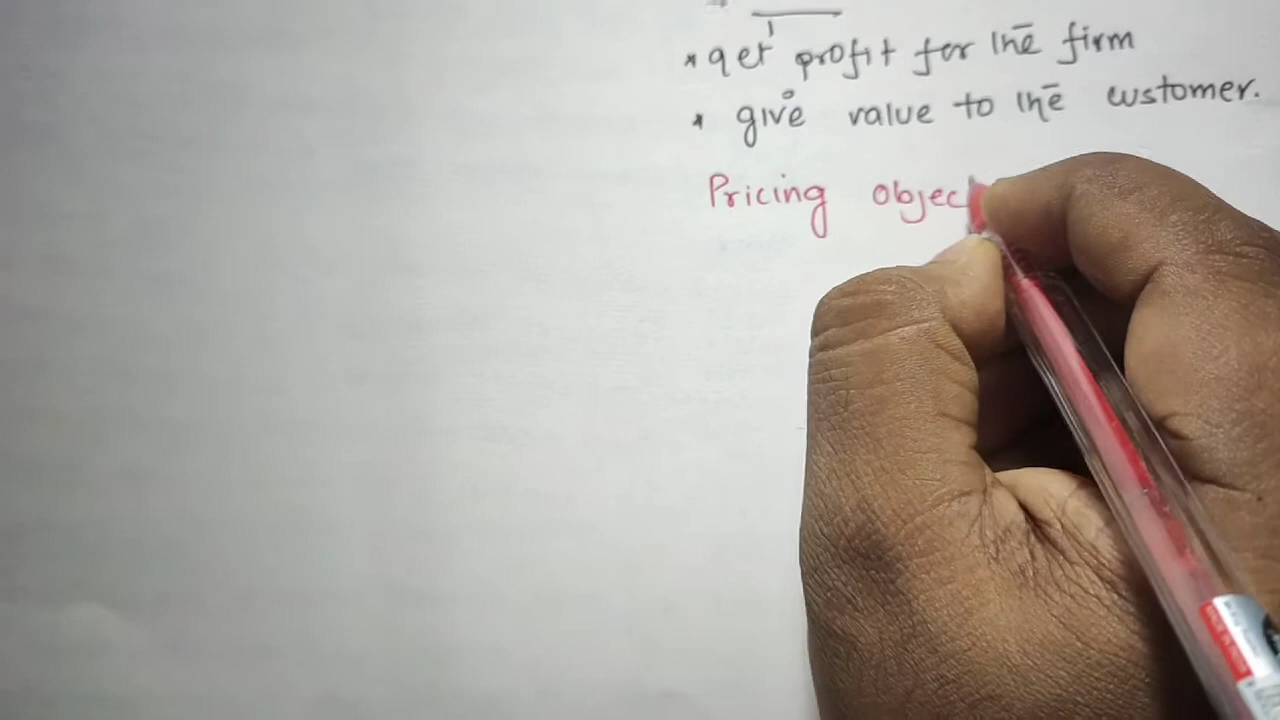 * get profit for the firm
* give value to the customer.
Pricing objec